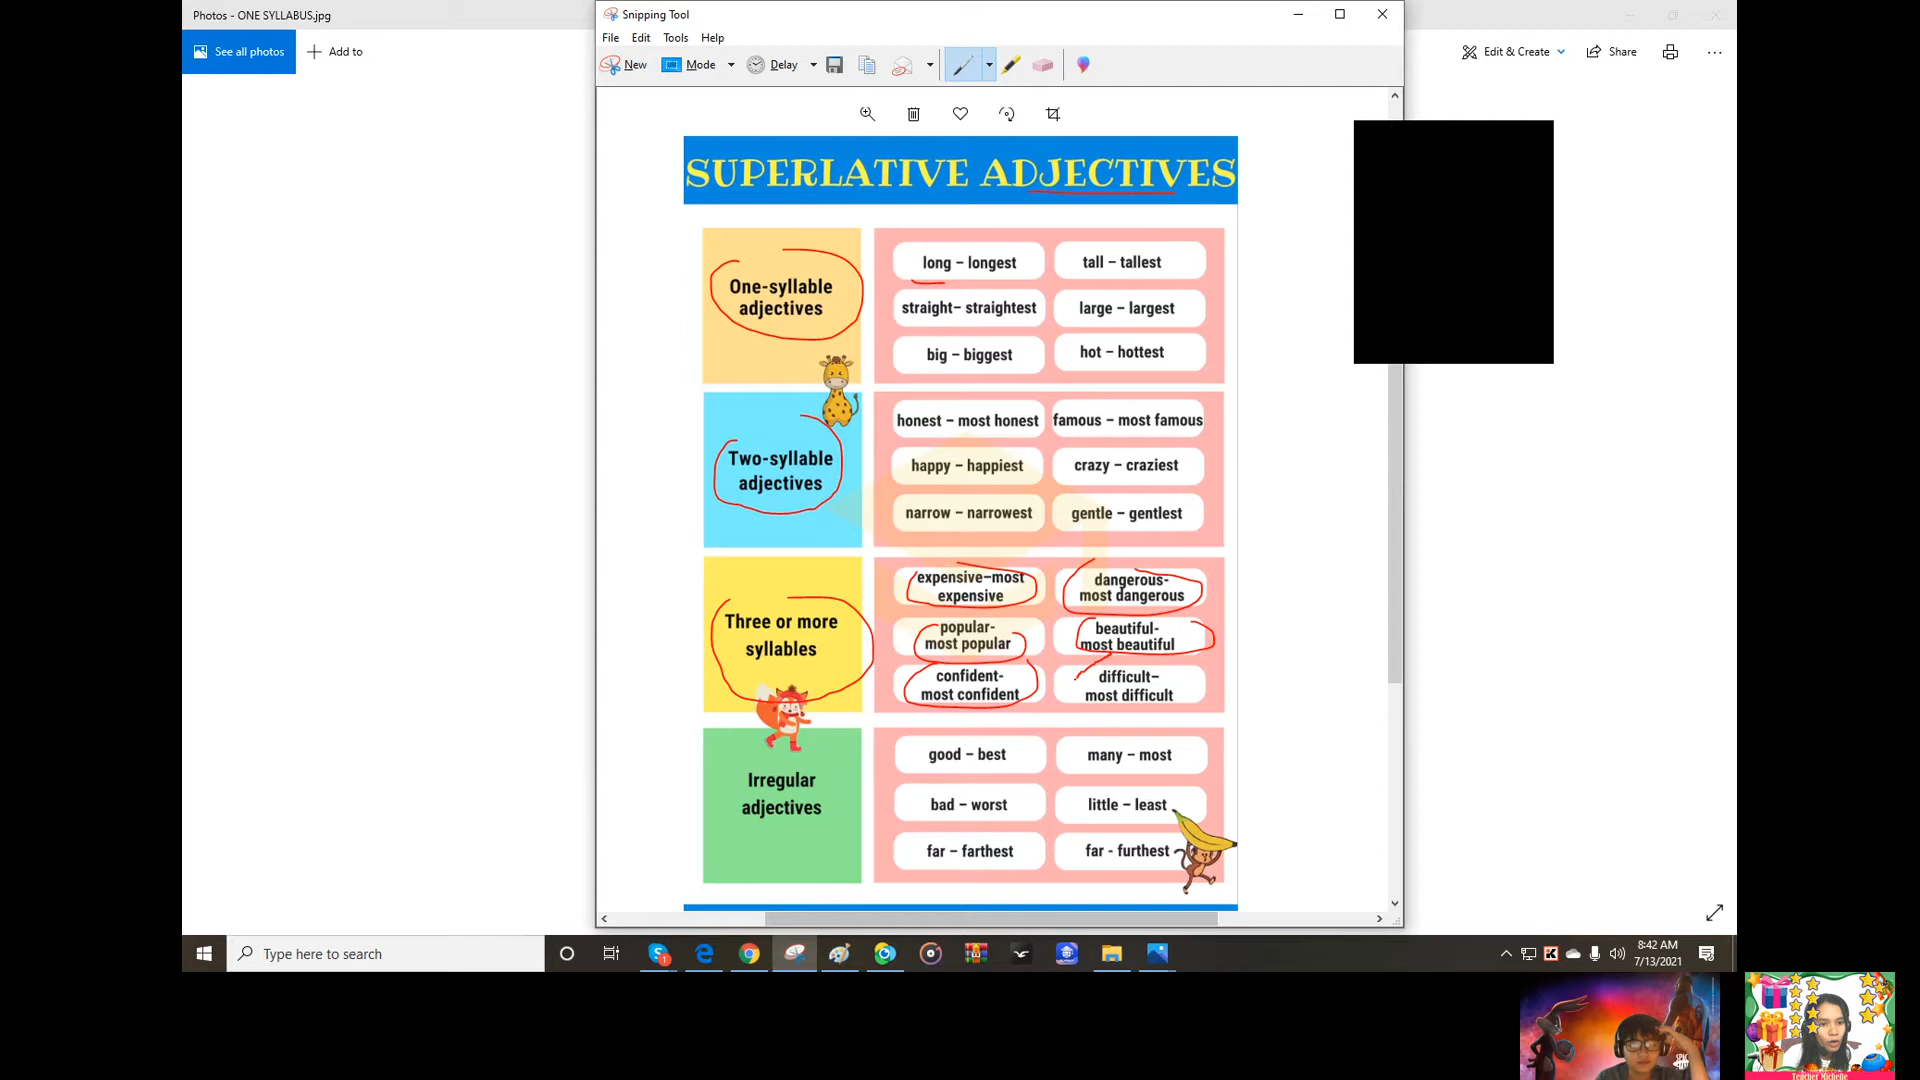 Photos - ONE SYLLABUS.jpg
See all photos
Add to
Snipping Tool
File Edit Tools Help
New Mode Delay
Edit & Create Share
SUPERLATIVE ADJECTIVES
One-syllable
adjectives
long – longest
tall – tallest
straight– straightest
large – largest
big – biggest
hot – hottest
Two-syllable
adjectives
honest – most honest
famous – most famous
happy – happiest
crazy – craziest
narrow – narrowest
gentle – gentlest
Three or more
syllables
expensive–most
expensive
dangerous-
most dangerous
popular-
most popular
beautiful-
most beautiful
confident-
most confident
difficult–
most difficult
Irregular
adjectives
good – best
many – most
bad – worst
little – least
far – farthest
far - furthest
Type here to search
1
8:42 AM
7/13/2021
Teacher Michelle